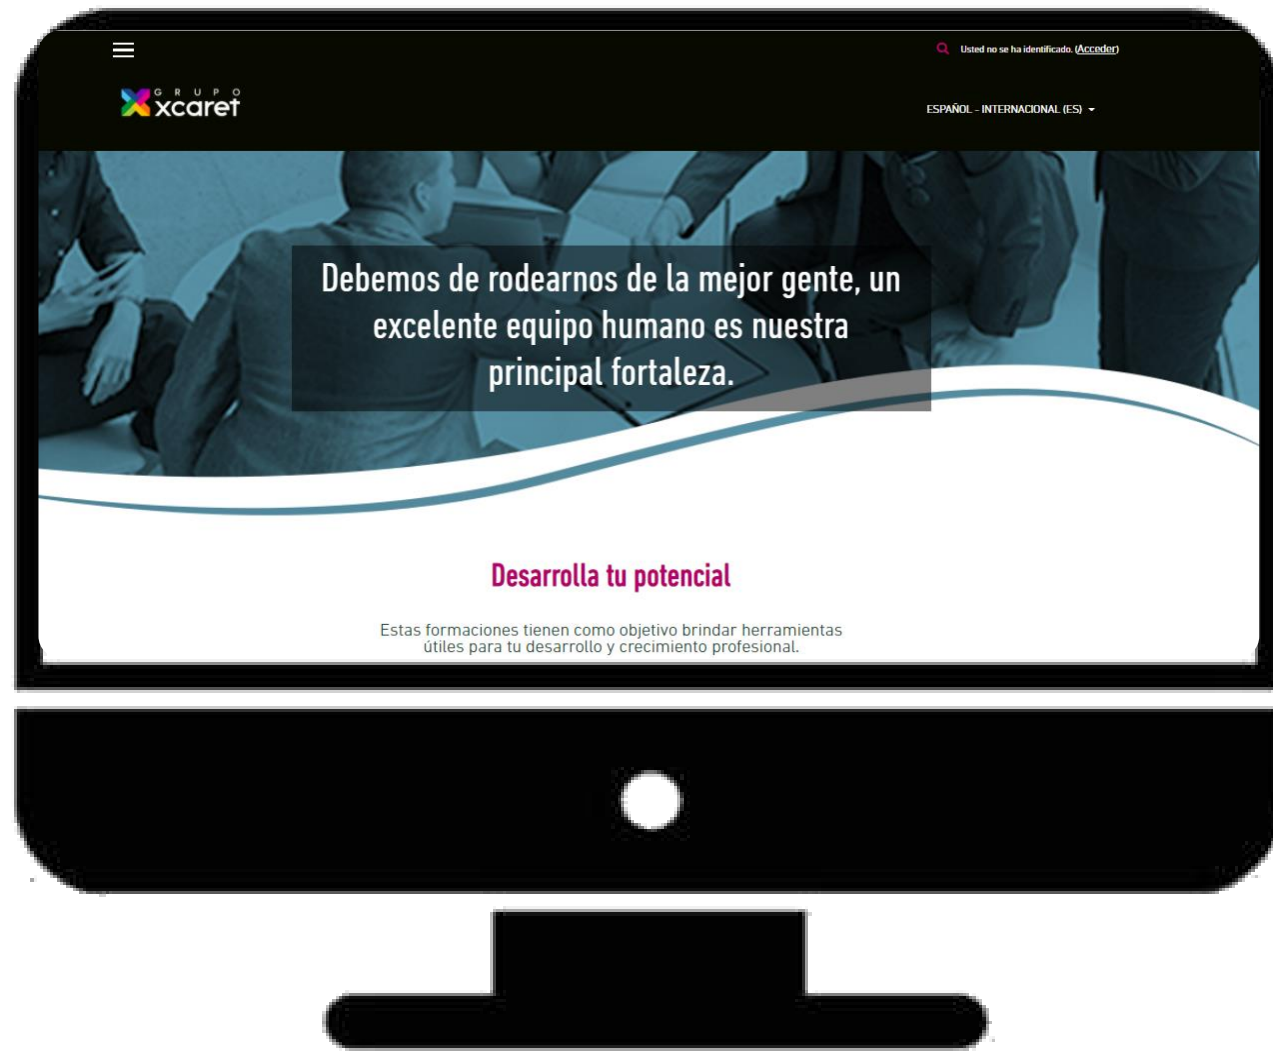 Usted no se ha identificado. (Acceder)
GRUPO
xcaret
ESPAÑOL - INTERNACIONAL (ES)
Debemos de rodearnos de la mejor gente, un
excelente equipo humano es nuestra
principal fortaleza.
Desarrolla tu potencial
Estas formaciones tienen como objetivo brindar herramientas
útiles para tu desarrollo y crecimiento profesional.